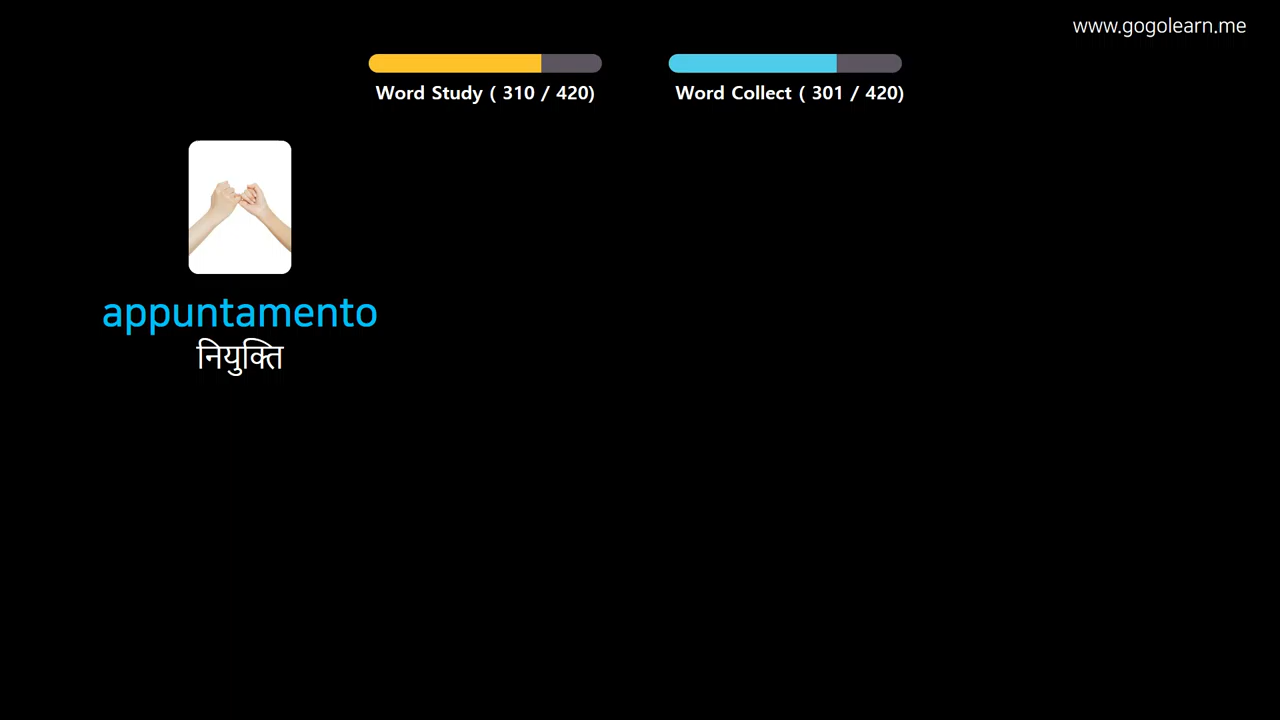 www.gogolearn.me
Word Study ( 310 / 420)
Word Collect ( 301 / 420)
appuntamento
नियुक्ति